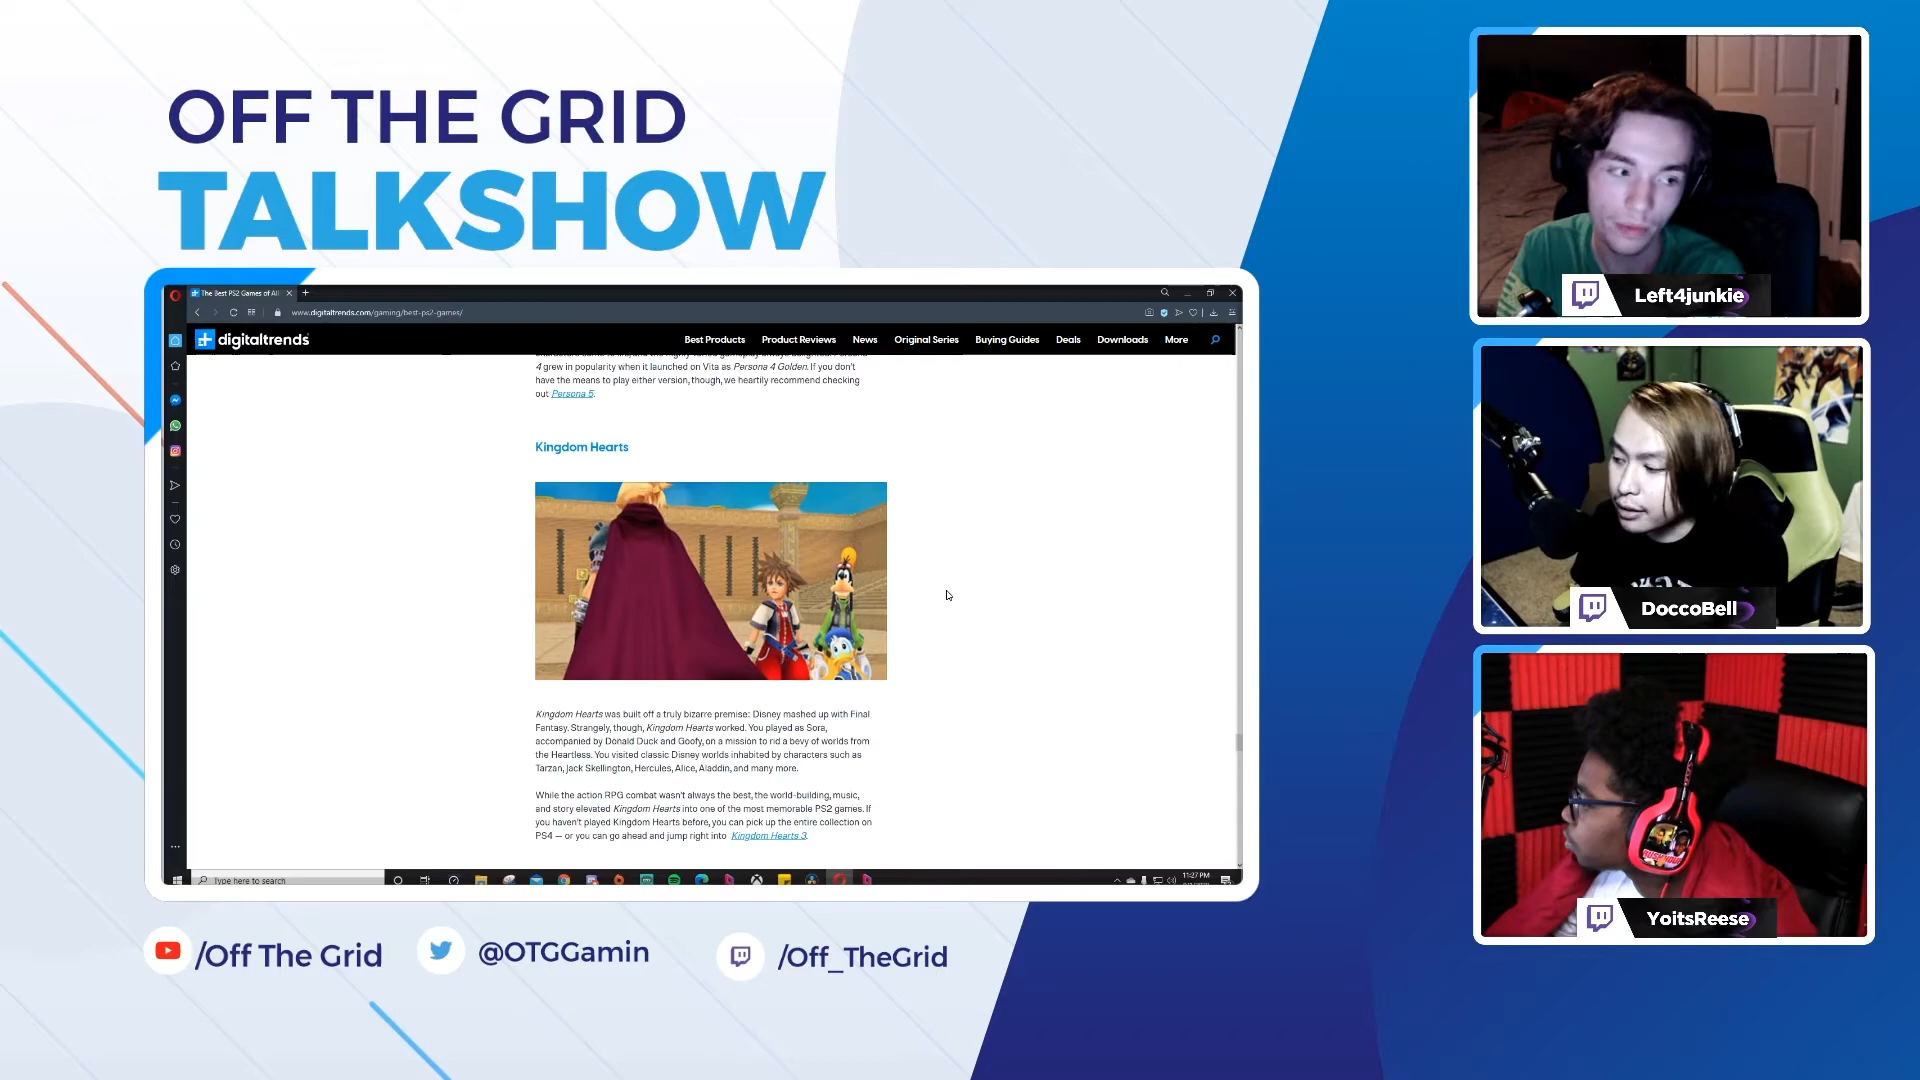 OFF THE GRID
TALKSHOW
The Best PS2 Games of All
www.digitaltrends.com/gaming/best-ps2-games/
digitaltrends
Best Products
Product Reviews
News
Original Series
Buying Guides
Deals
Downloads
More
4 grew in popularity when it launched on Vita as Persona 4 Golden. If you don't
have the means to play either version, though, we heartily recommend checking
out Persona 5.
Kingdom Hearts
Kingdom Hearts was built off a truly bizarre premise: Disney mashed up with Final
Fantasy. Strangely, though, Kingdom Hearts worked. You played as Sora,
accompanied by Donald Duck and Goofy, on a mission to rid a bevy of worlds from
the Heartless. You visited classic Disney worlds inhabited by characters such as
Tarzan, Jack Skellington, Hercules, Alice, Aladdin, and many more.
While the action RPG combat wasn't always the best, the world-building, music,
and story elevated Kingdom Hearts into one of the most memorable PS2 games. If
you haven't played Kingdom Hearts before, you can pick up the entire collection on
PS4 — or you can go ahead and jump right into Kingdom Hearts 3.
Type here to search
11:27 PM
Left4junkie
DoccoBell
YoitsReese
/Off The Grid
@OTGGamin
/Off_TheGrid